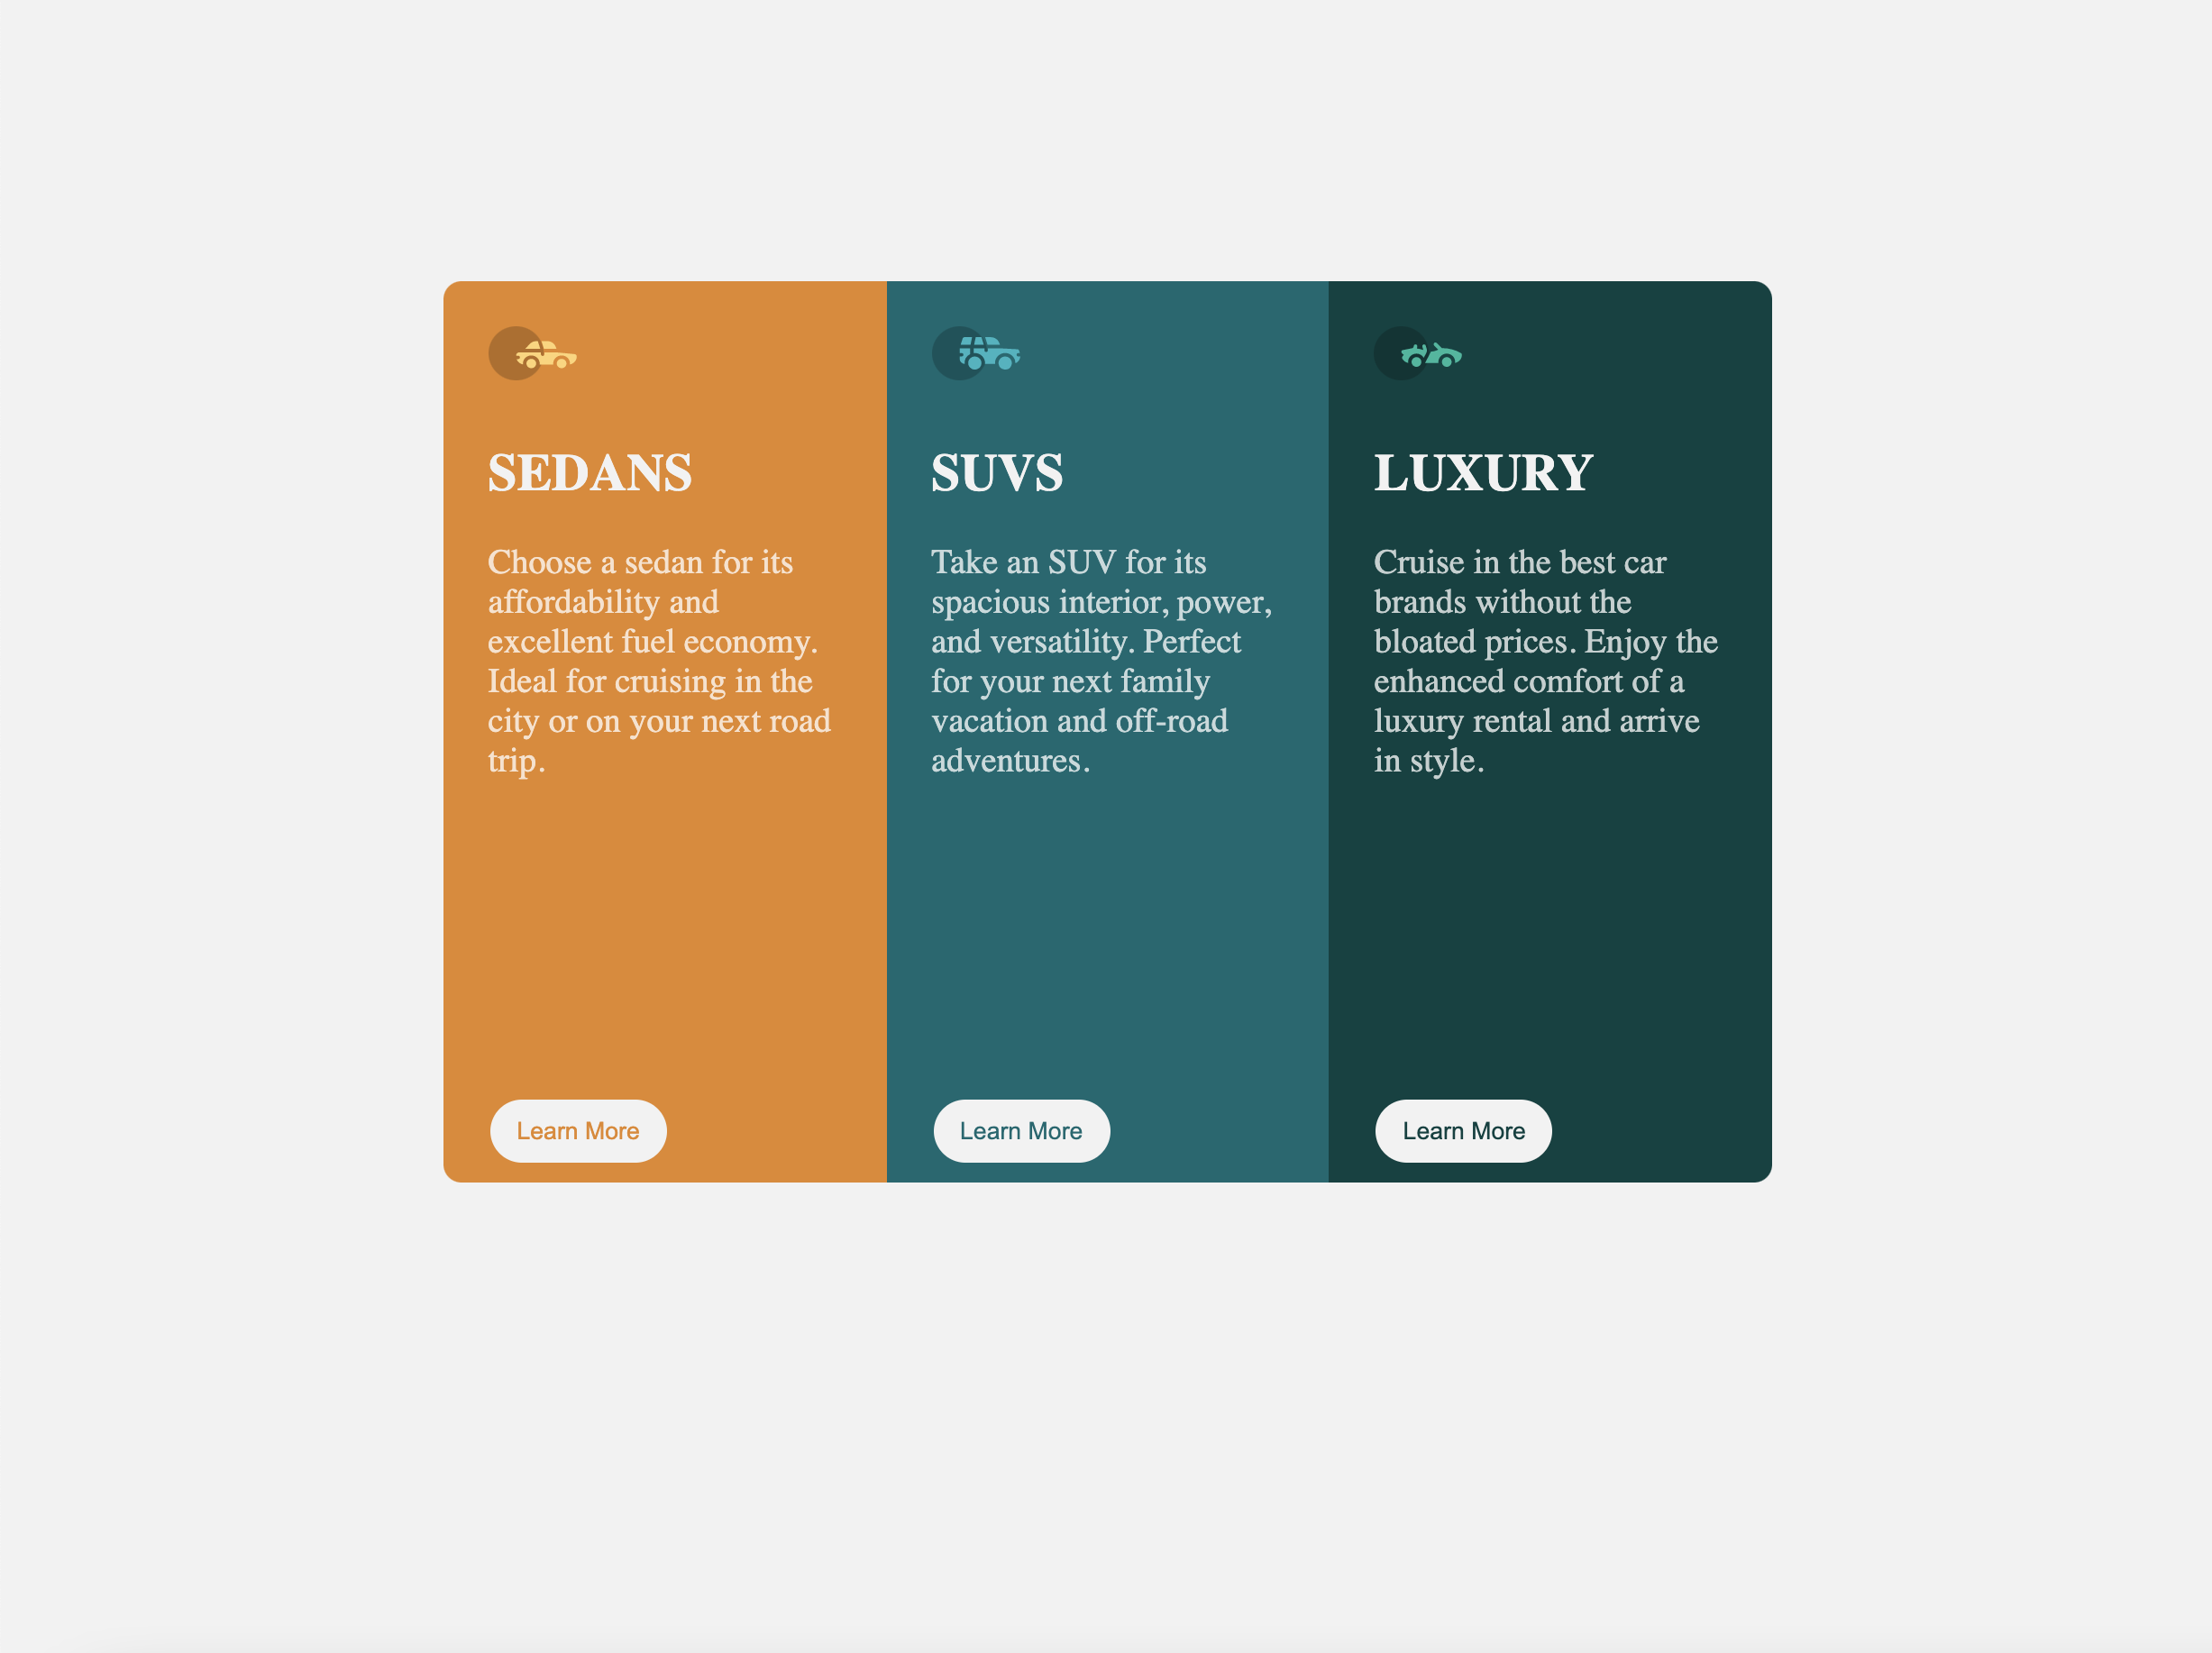 SEDANS
Choose a sedan for its
affordability and
excellent fuel economy.
Ideal for cruising in the
city or on your next road
trip.
Learn More
SUVS
Take an SUV for its
spacious interior, power,
and versatility. Perfect
for your next family
vacation and off-road
adventures.
Learn More
LUXURY
Cruise in the best car
brands without the
bloated prices. Enjoy the
enhanced comfort of a
luxury rental and arrive
in style.
Learn More